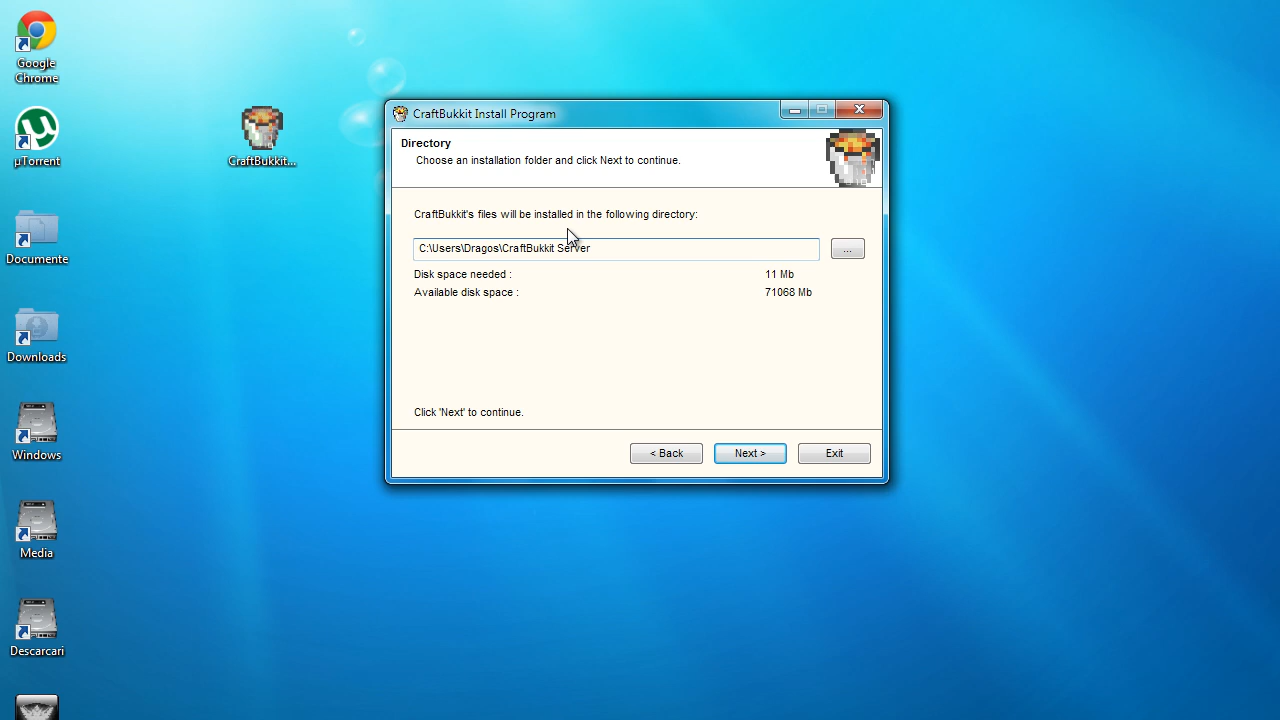 Google
Chrome
µTorrent
Documente
Downloads
Windows
Media
Descarcari
CraftBukkit...
CraftBukkit Install Program
Directory
Choose an installation folder and click Next to continue.
CraftBukkit's files will be installed in the following directory:
C:\Users\Dragos\CraftBukkit Server
...
Disk space needed : 11 Mb
Available disk space : 71068 Mb
Click 'Next' to continue.
< Back
Next >
Exit